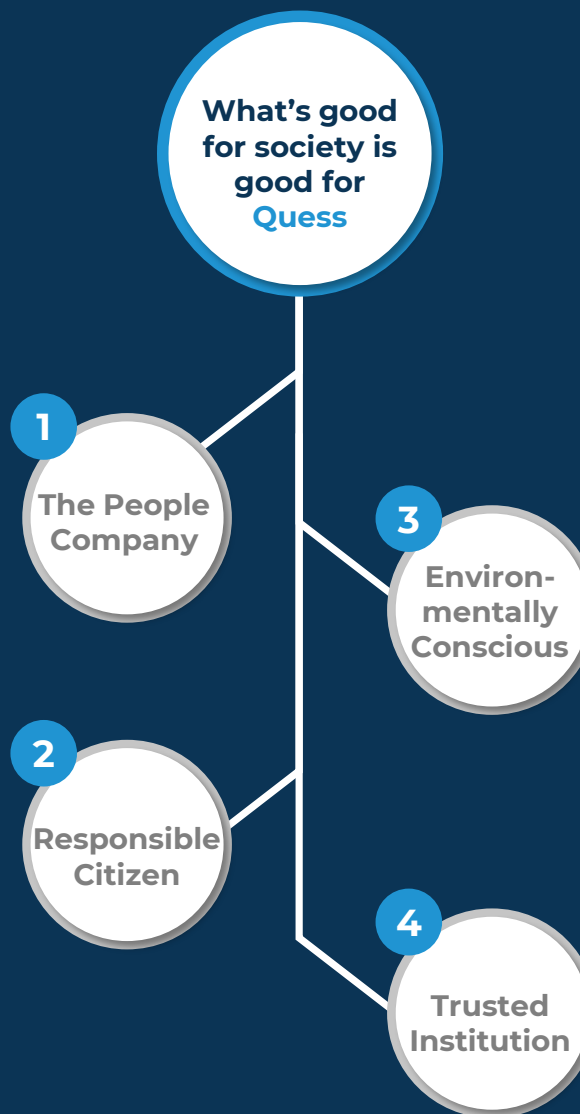 What’s good
for society is
good for
Quess
1
The People
Company
2
Responsible
Citizen
3
Environ-
mentally
Conscious
4
Trusted
Institution